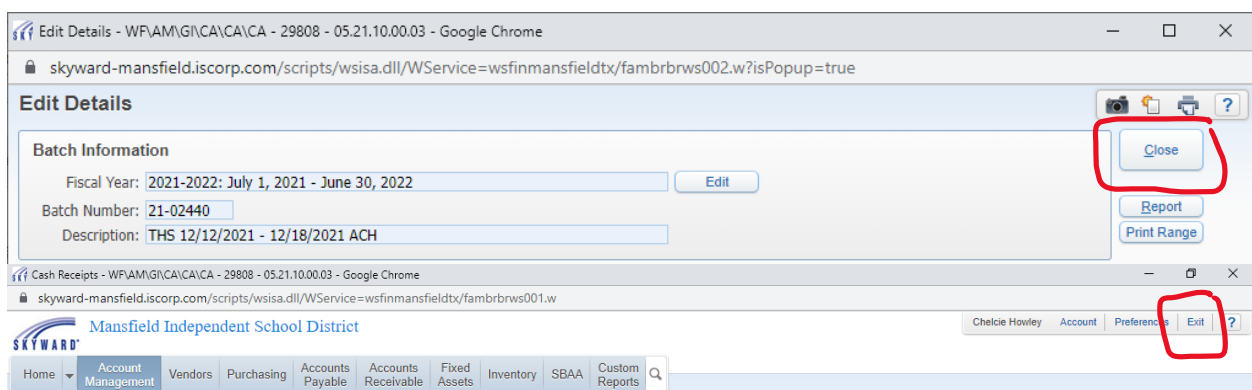 Edit Details - WF\AM\GI\CA\CA\CA - 29808 - 05.21.10.00.03 - Google Chrome
skyward-mansfield.iscorp.com/scripts/wsisa.dll/WService=wsfinmansfieldtx/fambrbrws002.w?isPopup=true
Edit Details ?
Batch Information Close
Fiscal Year: 2021-2022: July 1, 2021 - June 30, 2022 Edit
Batch Number: 21-02440 Report
Description: THS 12/12/2021 - 12/18/2021 ACH Print Range
Cash Receipts - WF\AM\GI\CA\CA\CA - 29808 - 05.21.10.00.03 - Google Chrome
skyward-mansfield.iscorp.com/scripts/wsisa.dll/WService=wsfinmansfieldtx/fambrbrws001.w
SKYWARD Mansfield Independent School District Chelcie Howley Account Preferences Exit ?
Home Account Management Vendors Purchasing Accounts Payable Accounts Receivable Fixed Assets Inventory SBAA Custom Reports